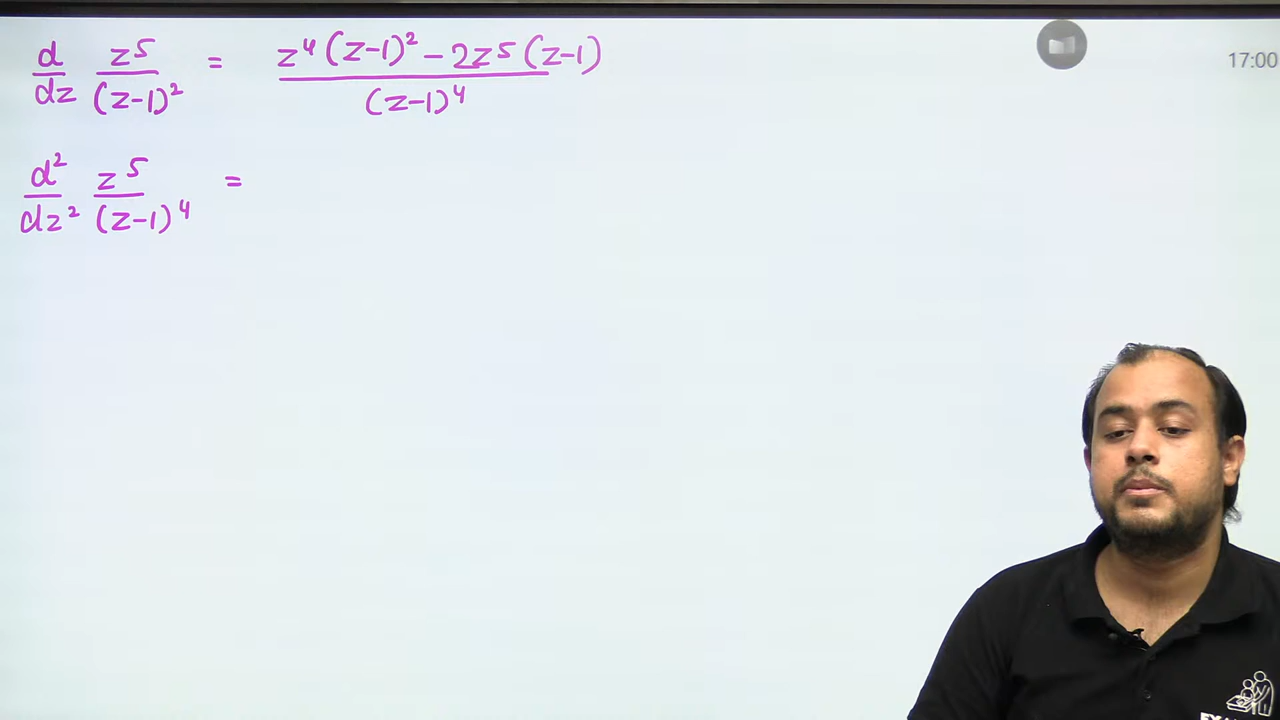 d/dz z^5/(z-1)^2 = (z^4(z-1)^2 - 2z^5(z-1))/(z-1)^4
17:00
d^2/dz^2 z^5/(z-1)^4 =